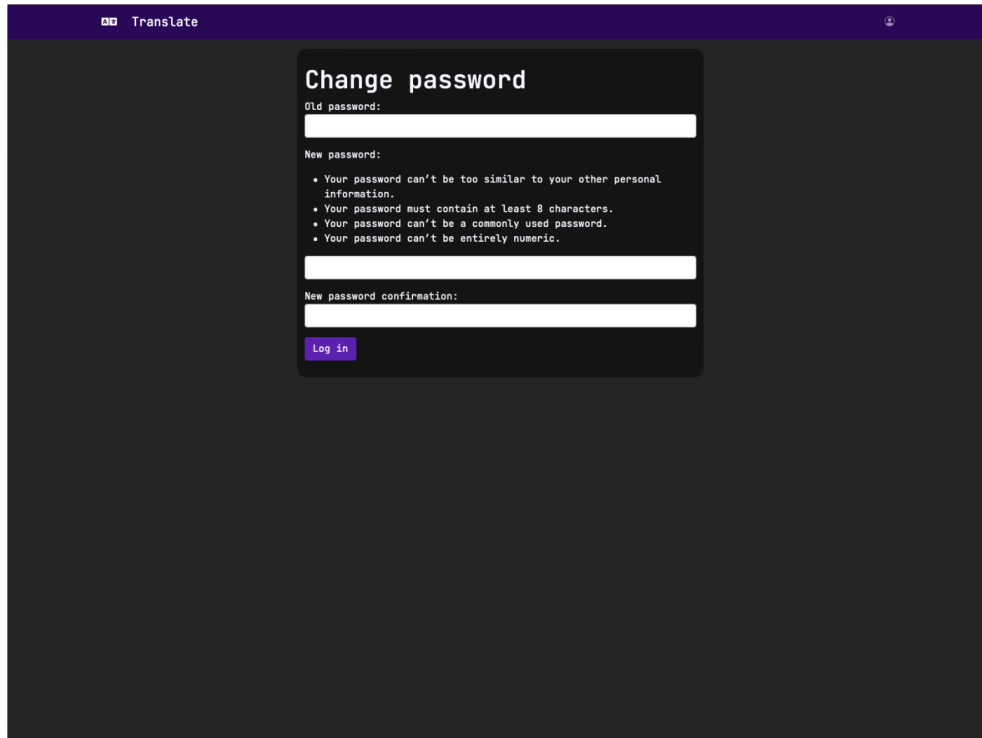 Translate
Change password
Old password:
New password:
• Your password can’t be too similar to your other personal
information.
• Your password must contain at least 8 characters.
• Your password can’t be a commonly used password.
• Your password can’t be entirely numeric.
New password confirmation:
Log in